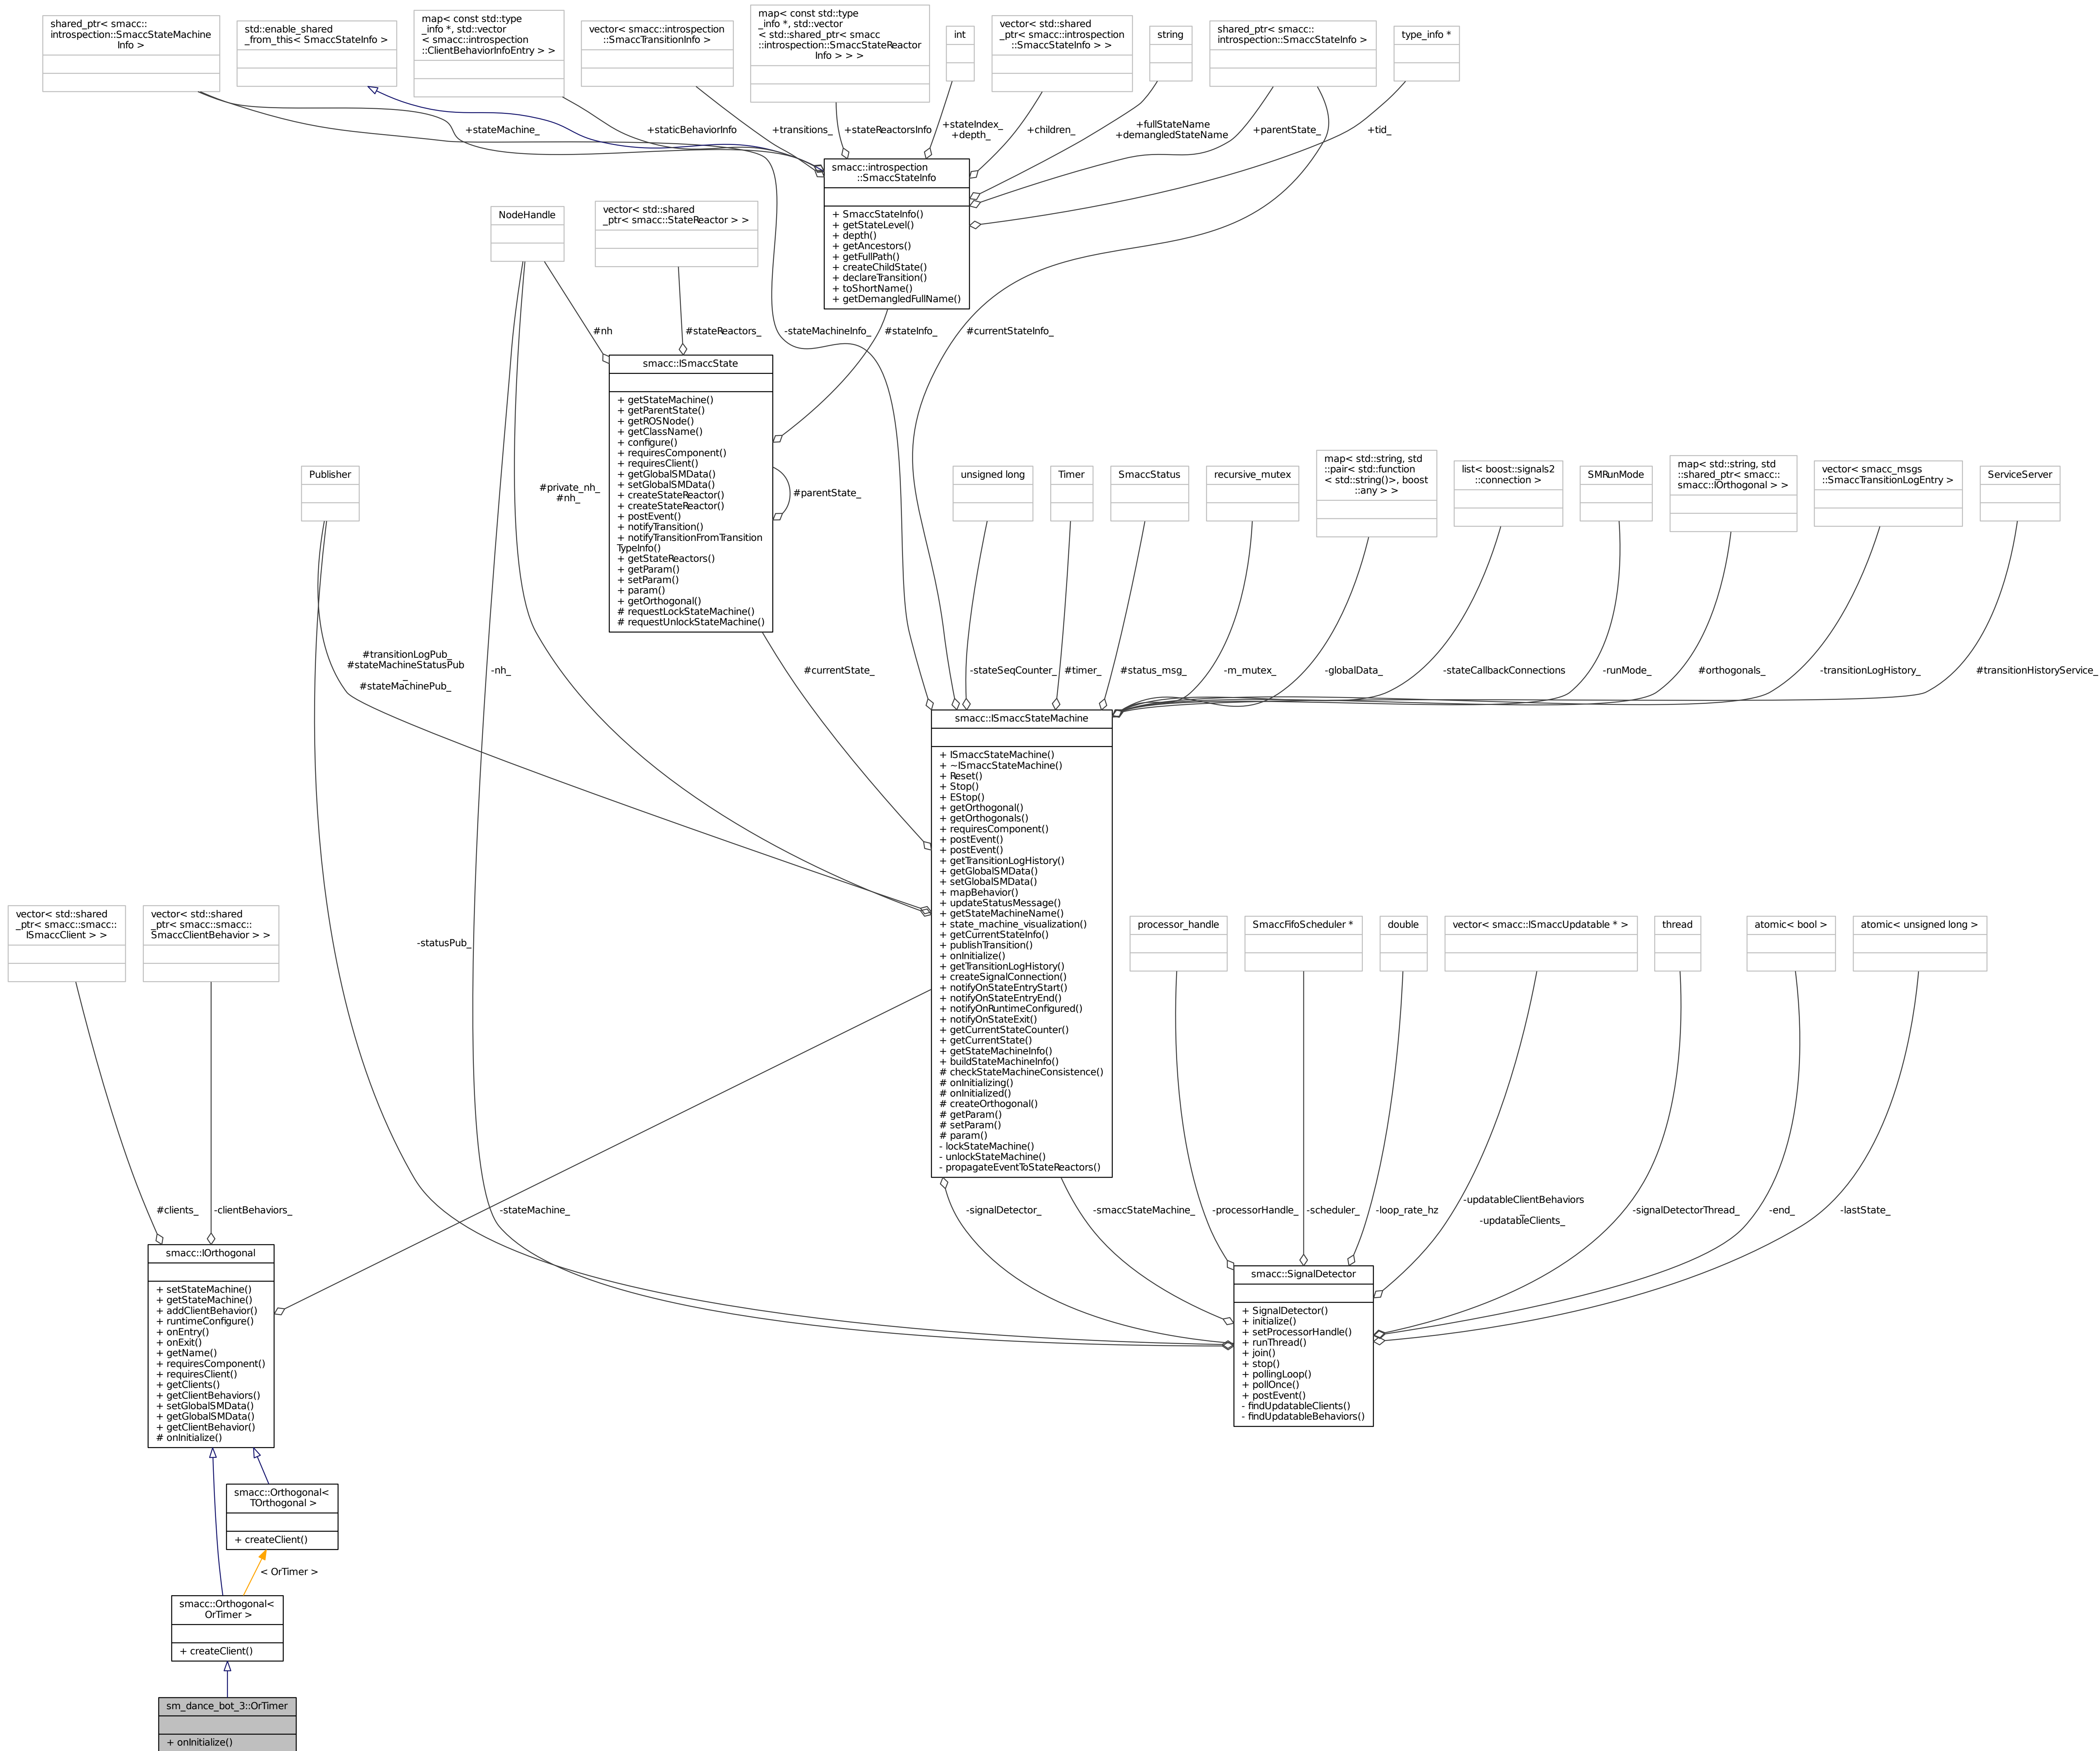 shared_ptr< smacc::
introspection::SmaccStateMachine
Info >
std::enable_shared
_from_this< SmaccStateInfo >
map< const std::type
_info *, std::vector
< smacc::introspection
::ClientBehaviorInfoEntry > >
vector< smacc::introspection
::SmaccTransitionInfo >
map< const std::type
_info *, std::vector
< std::shared_ptr< smacc
::introspection::SmaccStateReactor
Info > > >
int
vector< std::shared
_ptr< smacc::introspection
::SmaccStateInfo > >
string
shared_ptr< smacc::
introspection::SmaccStateInfo >
type_info *
+stateMachine_
+staticBehaviorInfo
+transitions_
+stateReactorsInfo
+stateIndex_
+depth_
+children_
+fullStateName
+demangledStateName
+parentState_
+tid_
smacc::introspection
::SmaccStateInfo
+ SmaccStateInfo()
+ getStateLevel()
+ depth()
+ getAncestors()
+ getFullPath()
+ createChildState()
+ declareTransition()
+ toShortName()
+ getDemangledFullName()
NodeHandle
vector< std::shared
_ptr< smacc::StateReactor > >
#nh
#stateReactors_
-stateMachineInfo_
#stateInfo_
#currentStateInfo_
smacc::ISmaccState
+ getStateMachine()
+ getParentState()
+ getROSNode()
+ getClassName()
+ configure()
+ requiresComponent()
+ requiresClient()
+ getGlobalSMData()
+ setGlobalSMData()
+ createStateReactor()
+ createStateReactor()
+ postEvent()
+ notifyTransition()
+ notifyTransitionFromTransition
TypeInfo()
+ getStateReactors()
+ getParam()
+ setParam()
+ param()
+ getOrthogonal()
# requestLockStateMachine()
# requestUnlockStateMachine()
#parentState_
Publisher
#private_nh_
#nh_
unsigned long
Timer
SmaccStatus
recursive_mutex
map< std::string, std
::pair< std::function
< std::string()>, boost
::any > >
list< boost::signals2
::connection >
SMRunMode
map< std::string, std
::shared_ptr< smacc::
smacc::IOrthogonal > >
vector< smacc_msgs
::SmaccTransitionLogEntry >
ServiceServer
#transitionLogPub_
#stateMachineStatusPub
_
#stateMachinePub_
-nh_
#currentState_
-stateSeqCounter_
#timer_
#status_msg_
-m_mutex_
-globalData_
-stateCallbackConnections
-runMode_
#orthogonals_
-transitionLogHistory_
#transitionHistoryService_
smacc::ISmaccStateMachine
+ ISmaccStateMachine()
+ ~ISmaccStateMachine()
+ Reset()
+ Stop()
+ EStop()
+ getOrthogonal()
+ getOrthogonals()
+ requiresComponent()
+ postEvent()
+ postEvent()
+ getTransitionLogHistory()
+ getGlobalSMData()
+ setGlobalSMData()
+ mapBehavior()
+ updateStatusMessage()
+ getStateMachineName()
+ state_machine_visualization()
+ getCurrentStateInfo()
+ publishTransition()
+ onInitialize()
+ getTransitionLogHistory()
+ createSignalConnection()
+ notifyOnStateEntryStart()
+ notifyOnStateEntryEnd()
+ notifyOnRuntimeConfigured()
+ notifyOnStateExit()
+ getCurrentStateCounter()
+ getCurrentState()
+ getStateMachineInfo()
+ buildStateMachineInfo()
# checkStateMachineConsistence()
# onInitializing()
# onInitialized()
# createOrthogonal()
# getParam()
# setParam()
# param()
- lockStateMachine()
- unlockStateMachine()
- propagateEventToStateReactors()
vector< std::shared
_ptr< smacc::smacc::
ISmaccClient > >
vector< std::shared
_ptr< smacc::smacc::
SmaccClientBehavior > >
-statusPub_
processor_handle
SmaccFifoScheduler *
double
vector< smacc::ISmaccUpdatable * >
thread
atomic< bool >
atomic< unsigned long >
#clients_
-clientBehaviors_
-stateMachine_
-signalDetector_
-smaccStateMachine_
-processorHandle_
-scheduler_
-loop_rate_hz
-updatableClientBehaviors
_
-updatableClients_
-signalDetectorThread_
-end_
-lastState_
smacc::IOrthogonal
+ setStateMachine()
+ getStateMachine()
+ addClientBehavior()
+ runtimeConfigure()
+ onEntry()
+ onExit()
+ getName()
+ requiresComponent()
+ requiresClient()
+ getClients()
+ getClientBehaviors()
+ setGlobalSMData()
+ getGlobalSMData()
+ getClientBehavior()
# onInitialize()
smacc::SignalDetector
+ SignalDetector()
+ initialize()
+ setProcessorHandle()
+ runThread()
+ join()
+ stop()
+ pollingLoop()
+ pollOnce()
+ postEvent()
- findUpdatableClients()
- findUpdatableBehaviors()
smacc::Orthogonal<
TOrthogonal >
+ createClient()
< OrTimer >
smacc::Orthogonal<
OrTimer >
+ createClient()
sm_dance_bot_3::OrTimer
+ onInitialize()